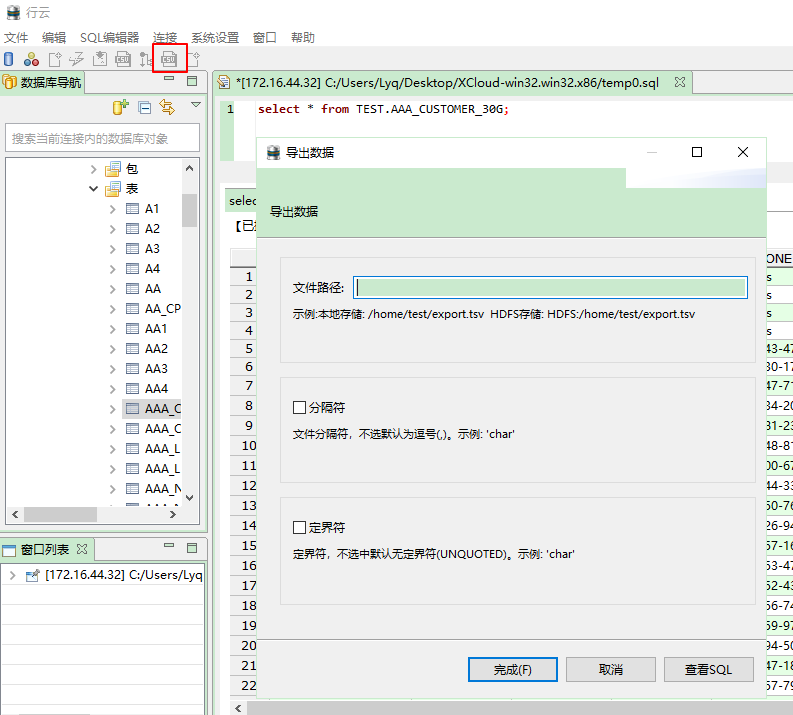 行云
文件 编辑 SQL编辑器 连接 系统设置 窗口 帮助
数据库导航
搜索当前连接内的数据库对象
包
表
A1
A2
A3
A4
AA
AA_CP
AA1
AA2
AA3
AA4
AAA_C
AAA_C
AAA_L
AAA_L
AAA_N
窗口列表
[172.16.44.32] C:/Users/Lyq
*[172.16.44.32] C:/Users/Lyq/Desktop/XCloud-win32.win32.x86/temp0.sql
1 select * from TEST.AAA_CUSTOMER_30G;
selec
ONE
1 s
2 s
3 s
4 s
5 43-47
6 30-17
7 47-71
8 34-20
9 31-23
10 48-81
11 00-67
12 44-33
13 50-76
14 26-94
15 57-16
16 53-47
17 52-43
18 56-74
19 59-97
20 94-50
21 47-18
22 57-79
导出数据
导出数据
文件路径:
示例:本地存储: /home/test/export.tsv HDFS存储: HDFS:/home/test/export.tsv
分隔符
文件分隔符，不选默认为逗号(,)。示例: 'char'
定界符
定界符，不选中默认无定界符(UNQUOTED)。示例: 'char'
完成(F) 取消 查看SQL